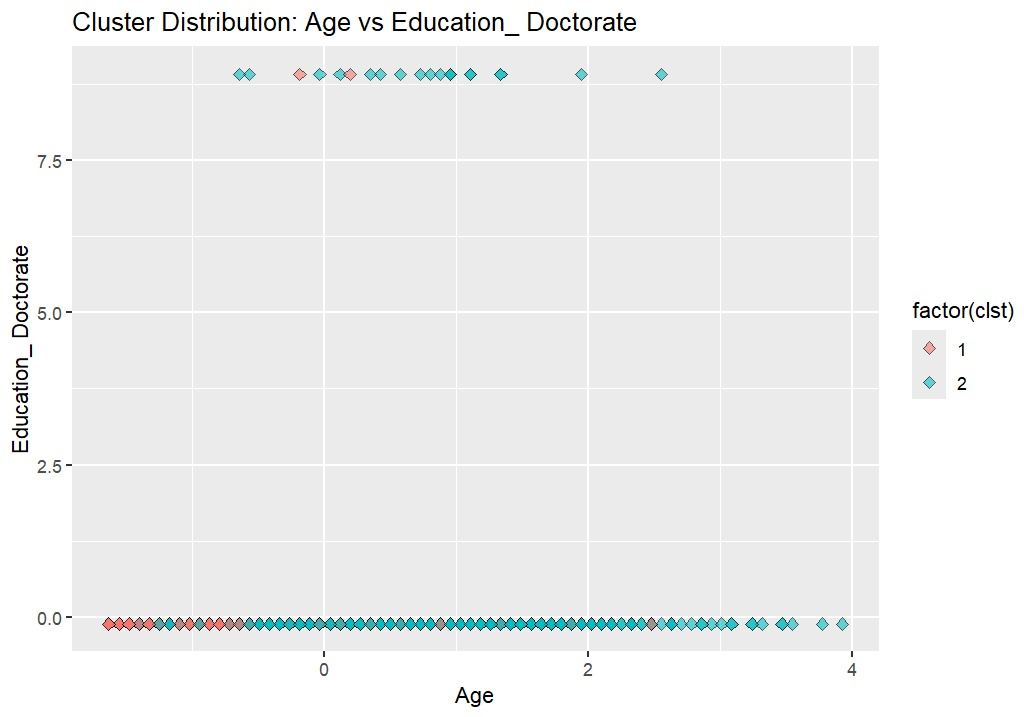 Cluster Distribution: Age vs Education_ Doctorate
Education_ Doctorate
7.5
5.0
2.5
0.0
0
2
4
Age
factor(clst)
1
2